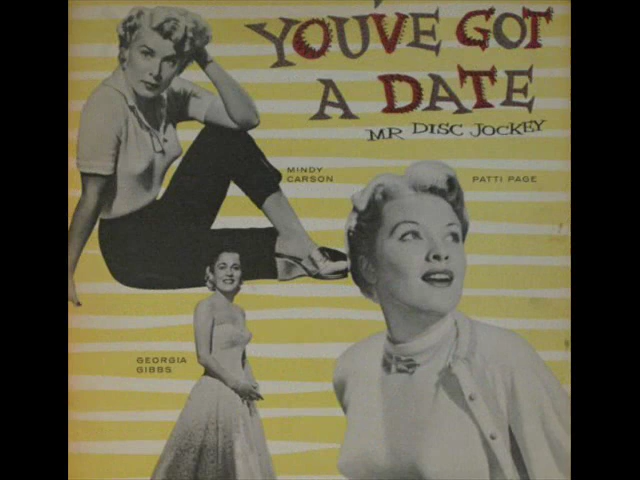 YOU'VE GOT
A DATE
MR DISC JOCKEY
MINDY
CARSON
PATTI PAGE
GEORGIA
GIBBS